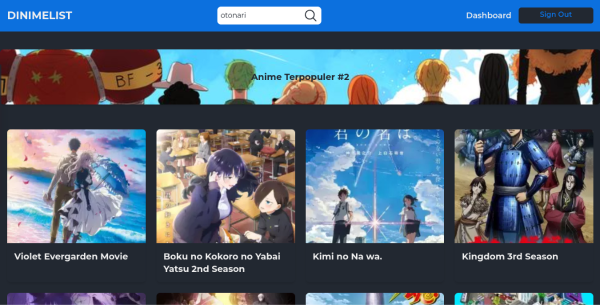 DINIMELIST
otonari
Dashboard
Sign Out
BF - 3
Anime Terpopuler #2
君の名は
Violet Evergarden Movie
Boku no Kokoro no Yabai
Yatsu 2nd Season
Kimi no Na wa.
Kingdom 3rd Season